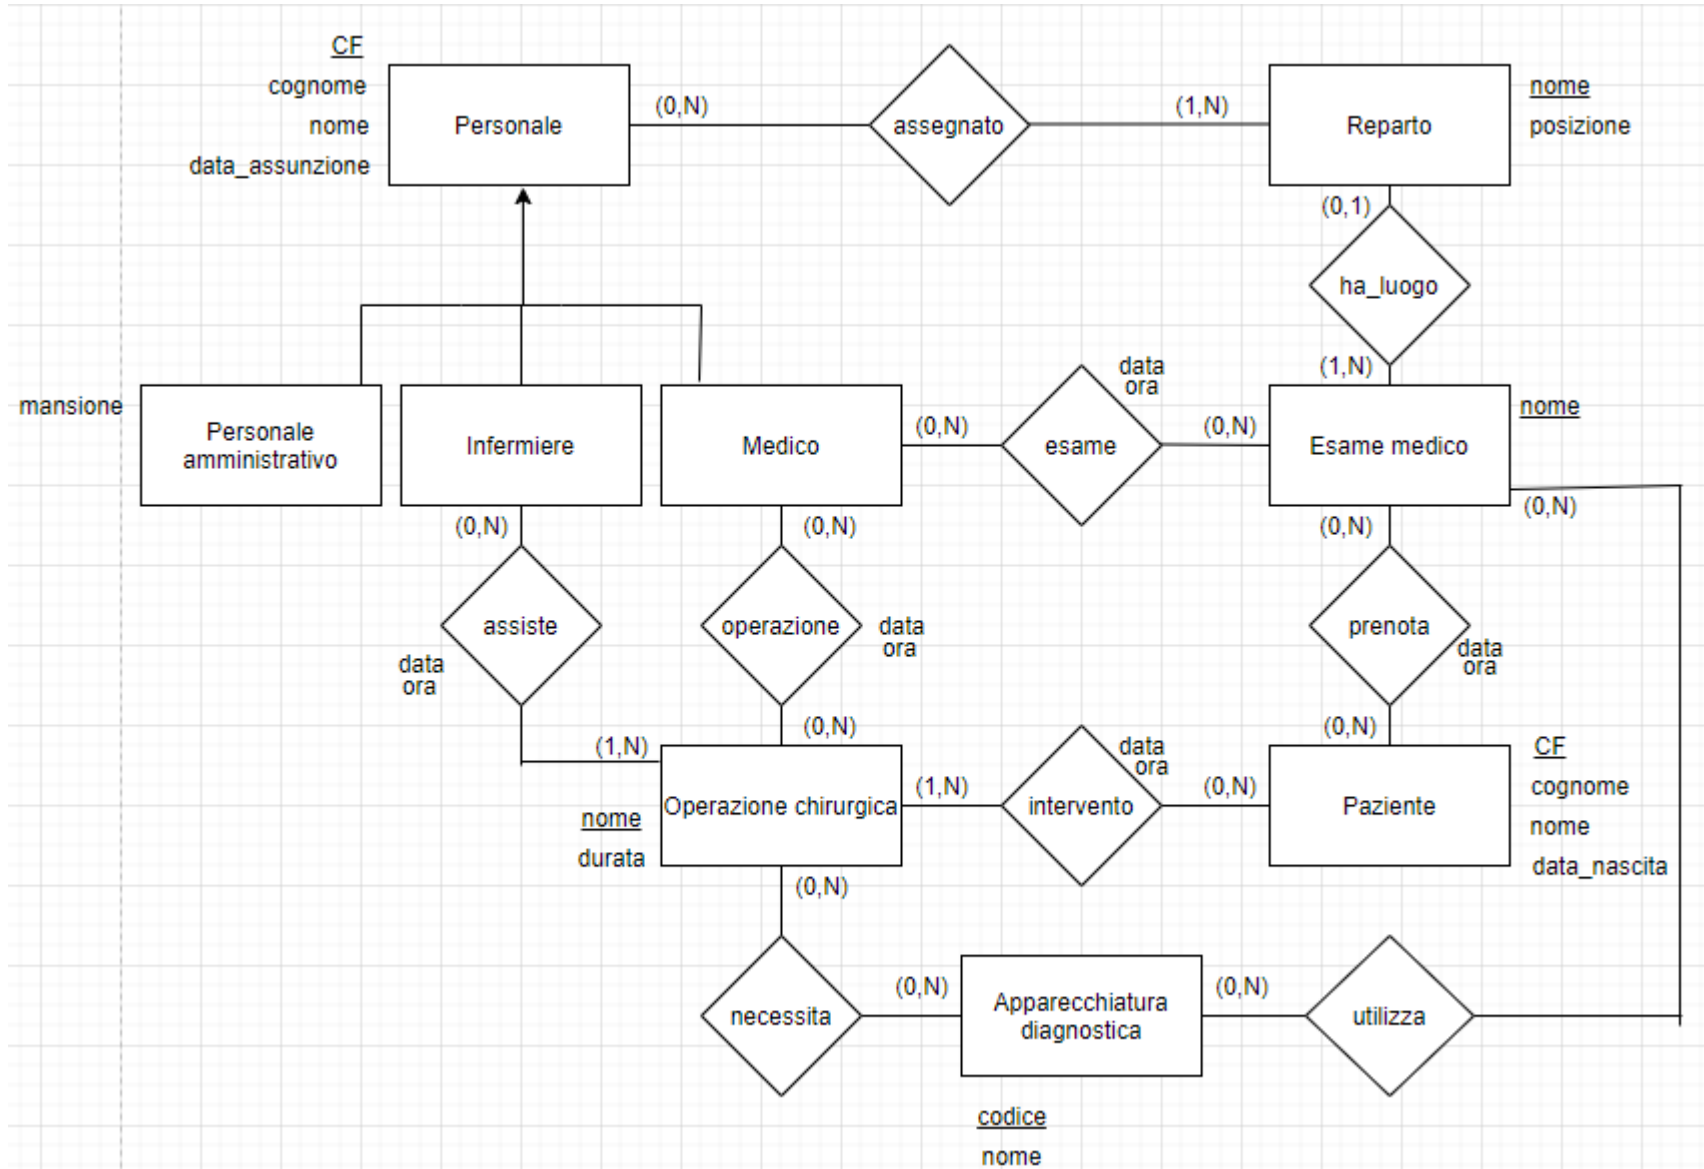 CF
cognome
nome
data_assunzione
Personale
(0,N)
assegnato
(1,N)
Reparto
nome
posizione
(0,1)
ha_luogo
(1,N)
mansione
Personale
amministrativo
Infermiere
Medico
(0,N)
data
ora
esame
(0,N)
Esame medico
nome
(0,N)
(0,N)
(0,N)
(0,N)
assiste
data
ora
operazione
data
ora
prenota
data
ora
(1,N)
(0,N)
(0,N)
nome
durata
Operazione chirurgica
(1,N)
data
ora
intervento
(0,N)
Paziente
CF
cognome
nome
data_nascita
(0,N)
necessita
(0,N)
Apparecchiatura
diagnostica
(0,N)
utilizza
codice
nome